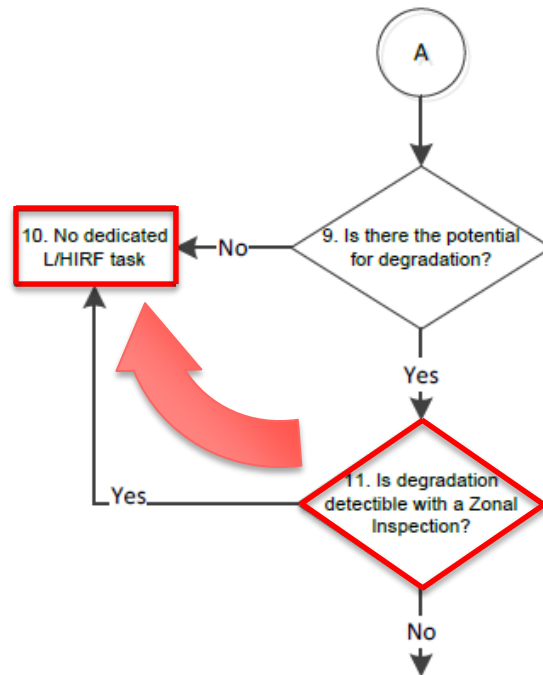 A
9. Is there the potential
for degradation?
No
10. No dedicated
L/HIRF task
Yes
11. Is degradation
detectible with a Zonal
Inspection?
Yes
No